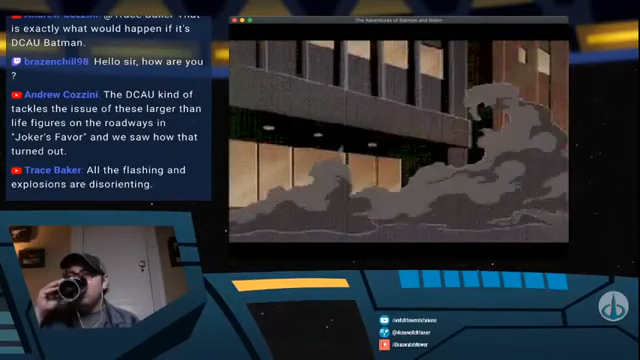 Andrew Cozzini: @Trace Baker That
is exactly what would happen if it's
DCAU Batman.
brazenchill98: Hello sir, how are you
?
Andrew Cozzini: The DCAU kind of
tackles the issue of these larger than
life figures on the roadways in
"Joker's Favor" and we saw how that
turned out.
Trace Baker: All the flashing and
explosions are disorienting.
The Adventures of Batman and Robin